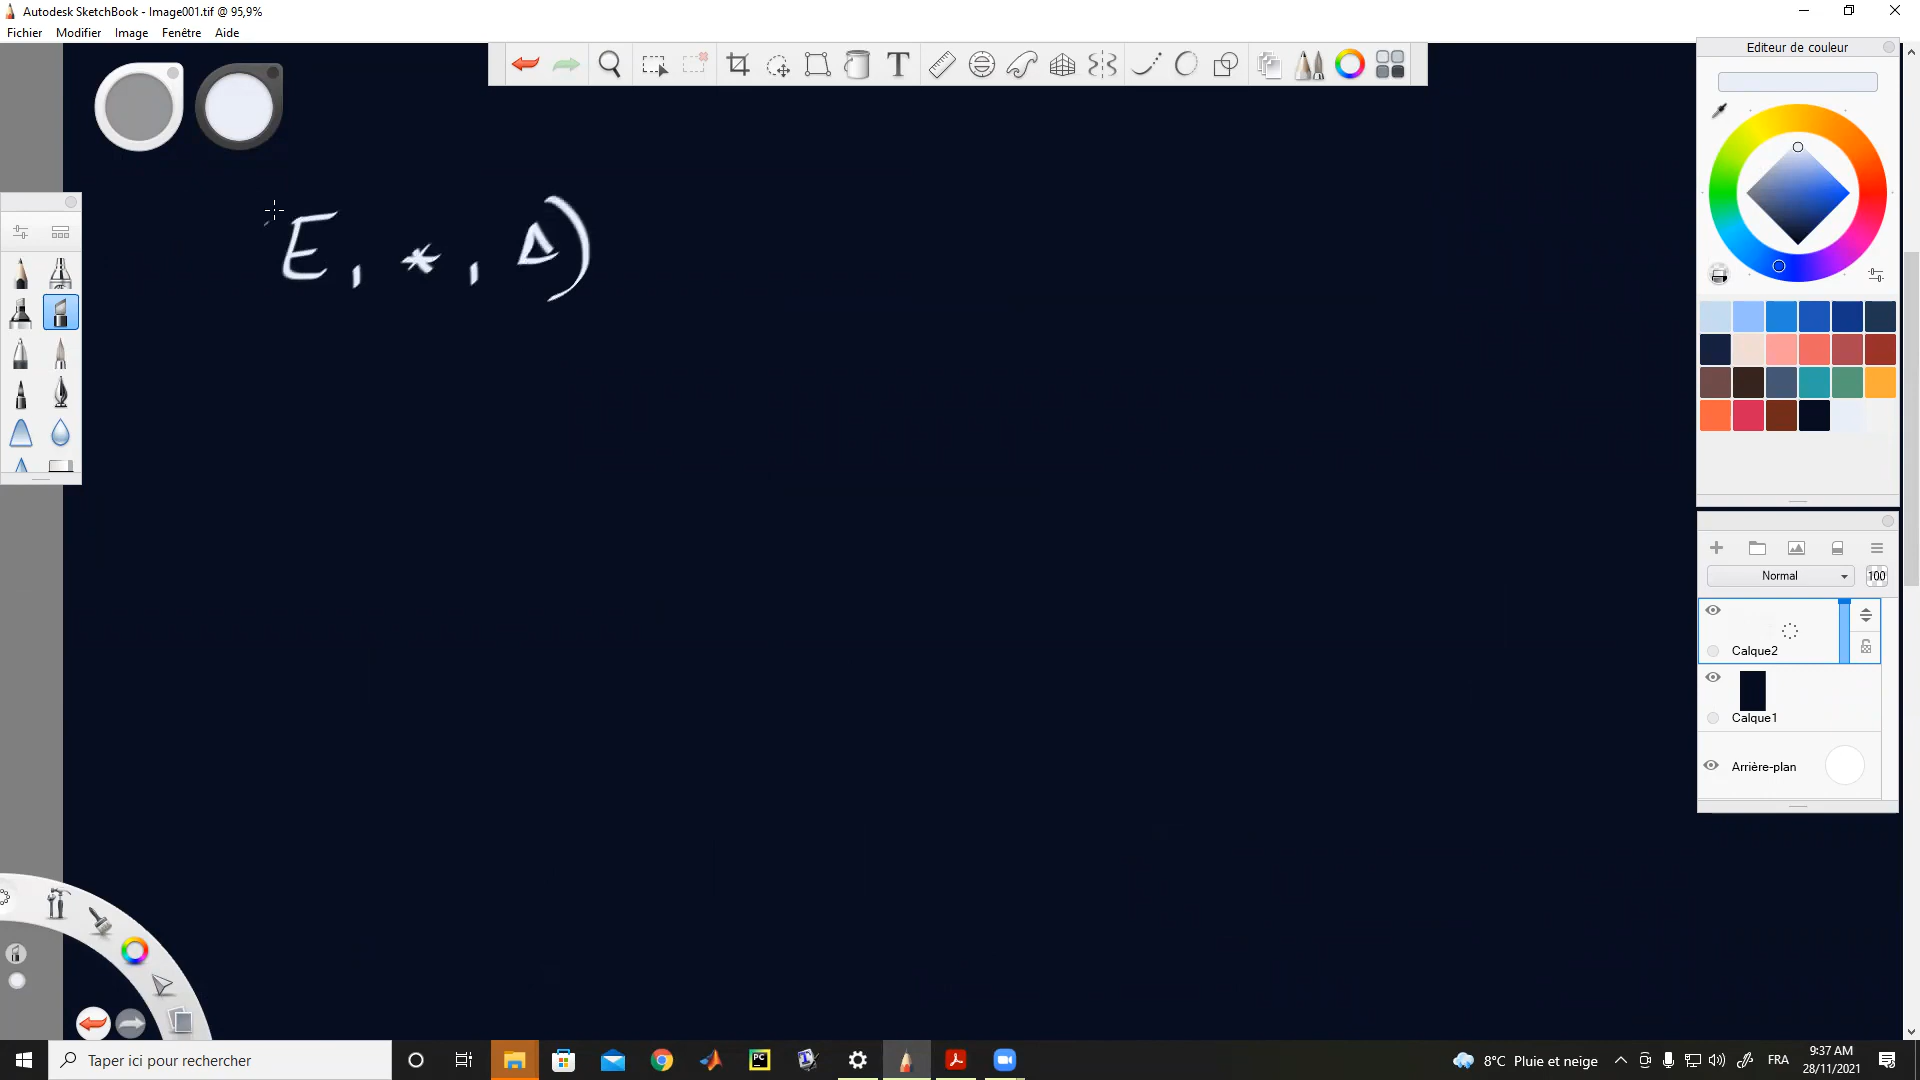 Autodesk SketchBook - Image001.tif @ 95,9%
Fichier Modifier Image Fenêtre Aide
Editeur de couleur
E, *, Δ)
T
Normal 100
Calque2
Calque1
Arrière-plan
Taper ici pour rechercher
PC
8°C Pluie et neige
FRA
9:37 AM
28/11/2021